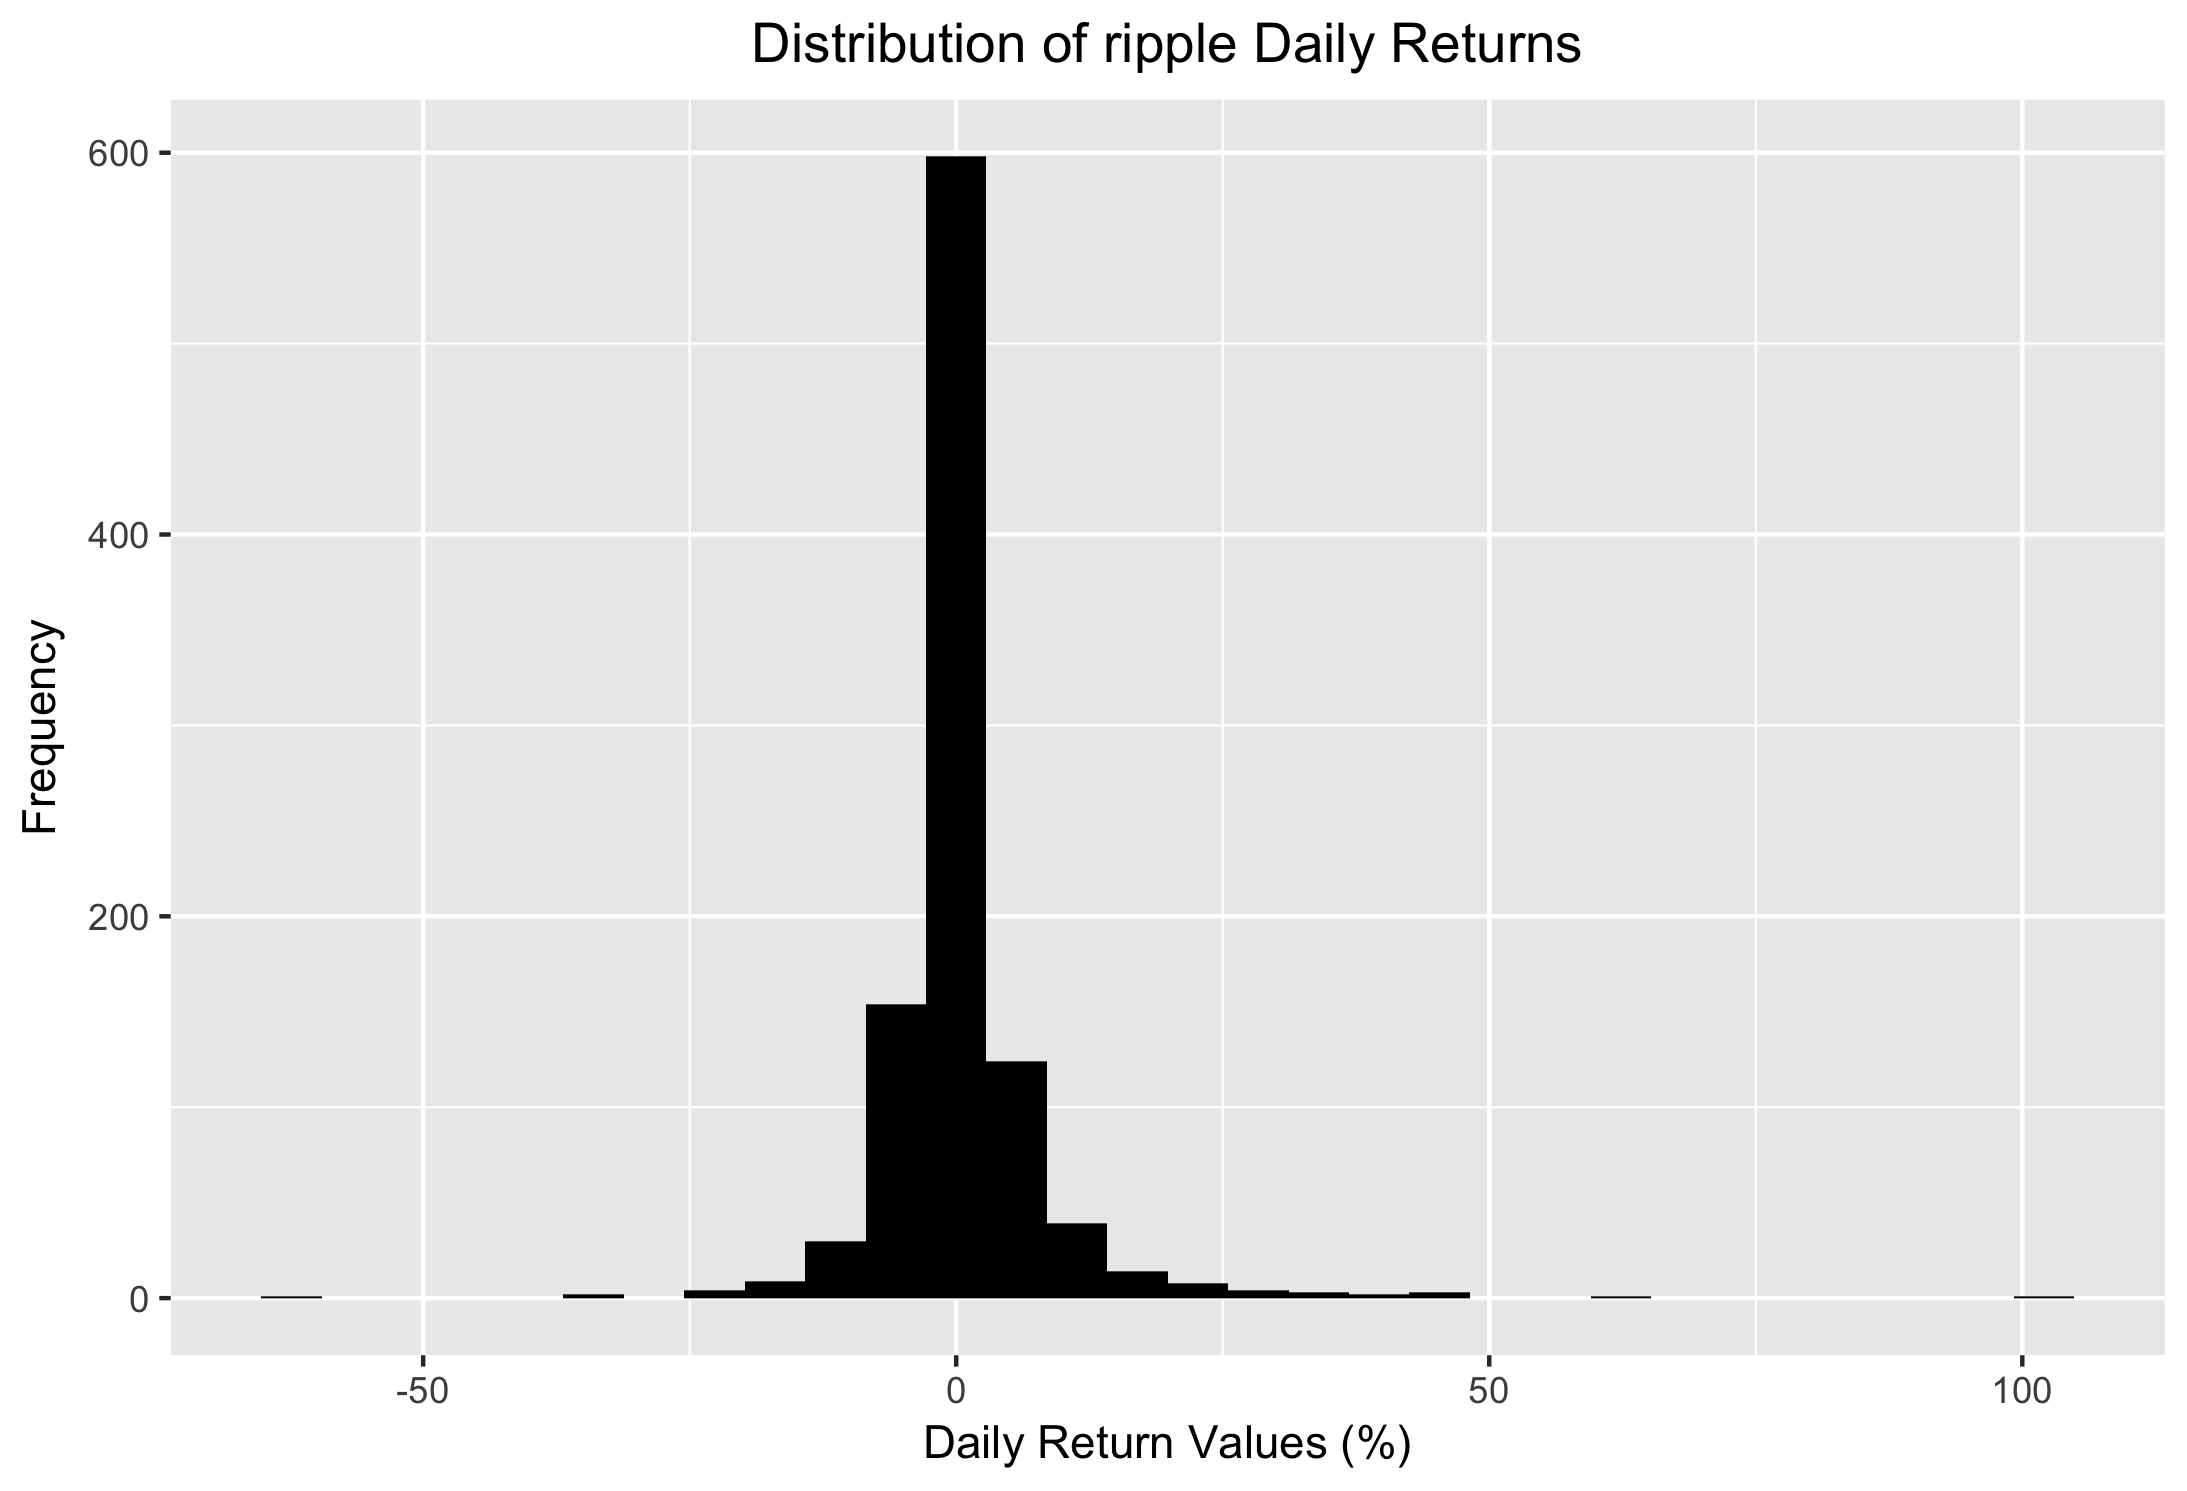 Distribution of ripple Daily Returns
600
400
200
0
Frequency
-50 0 50 100
Daily Return Values (%)